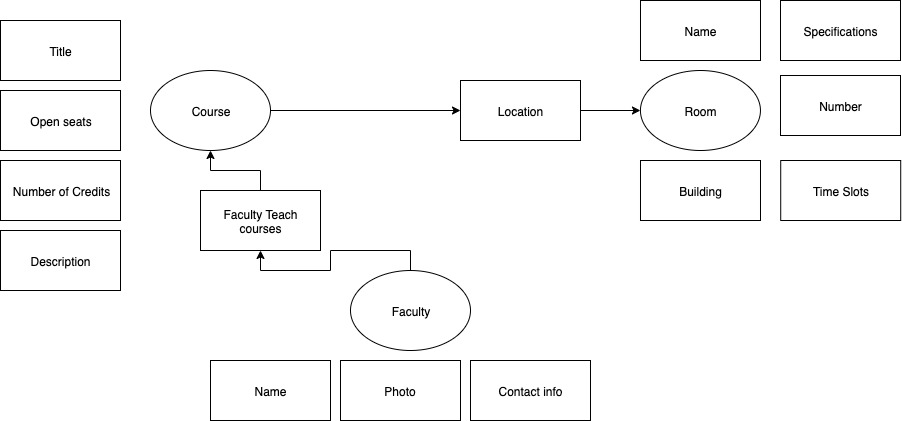 Name
Specifications
Title
Open seats
Course
Location
Room
Number
Number of Credits
Building
Time Slots
Faculty Teach
courses
Description
Faculty
Name
Photo
Contact info